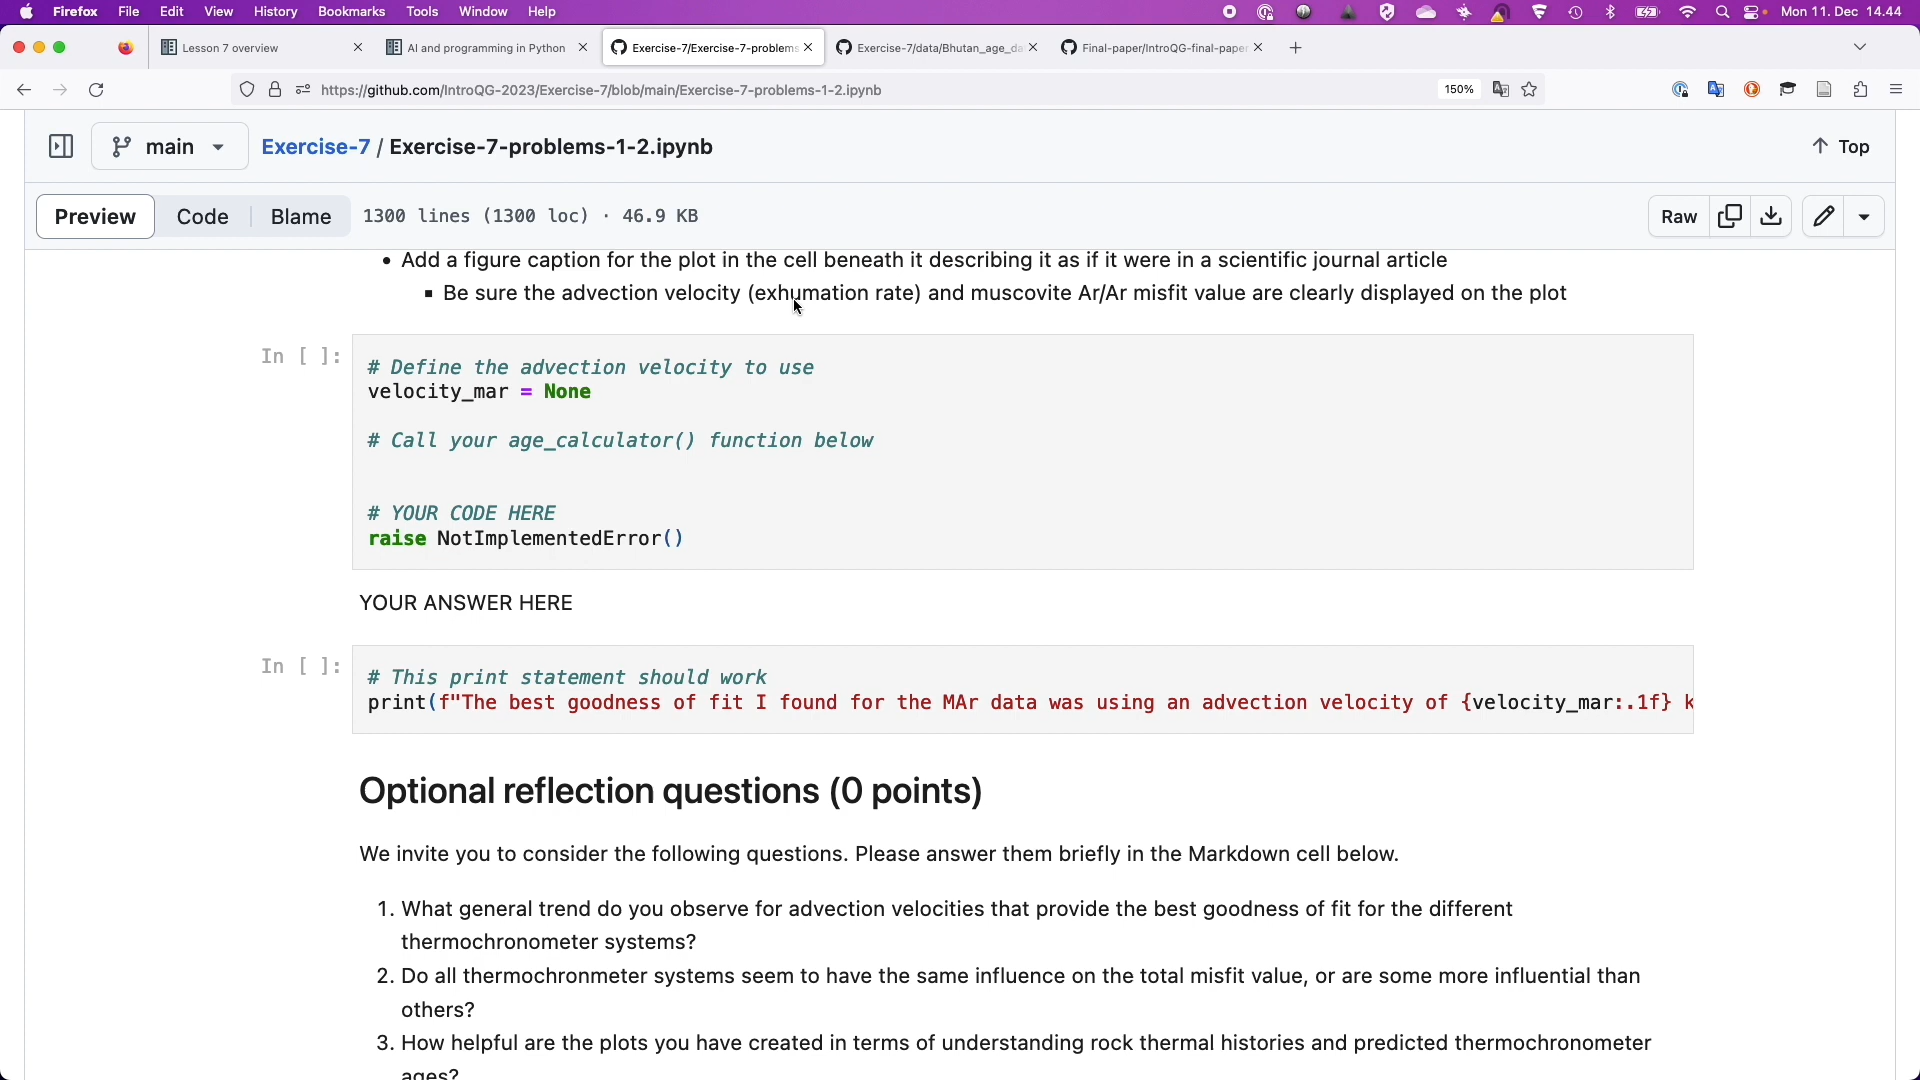 Firefox File Edit View History Bookmarks Tools Window Help Mon 11. Dec 14.44
Lesson 7 overview AI and programming in Python Exercise-7/Exercise-7-problems Exercise-7/data/Bhutan_age_da Final-paper/IntroQG-final-paper
https://github.com/IntroQG-2023/Exercise-7/blob/main/Exercise-7-problems-1-2.ipynb 150%
main Exercise-7 / Exercise-7-problems-1-2.ipynb Top
Preview Code Blame 1300 lines (1300 loc) · 46.9 KB Raw
• Add a figure caption for the plot in the cell beneath it describing it as if it were in a scientific journal article
▪ Be sure the advection velocity (exhumation rate) and muscovite Ar/Ar misfit value are clearly displayed on the plot
In [ ]: # Define the advection velocity to use
velocity_mar = None
# Call your age_calculator() function below
# YOUR CODE HERE
raise NotImplementedError()
YOUR ANSWER HERE
In [ ]: # This print statement should work
print(f"The best goodness of fit I found for the MAr data was using an advection velocity of {velocity_mar:.1f} k
Optional reflection questions (0 points)
We invite you to consider the following questions. Please answer them briefly in the Markdown cell below.
1. What general trend do you observe for advection velocities that provide the best goodness of fit for the different
thermochronometer systems?
2. Do all thermochronmeter systems seem to have the same influence on the total misfit value, or are some more influential than
others?
3. How helpful are the plots you have created in terms of understanding rock thermal histories and predicted thermochronometer
ages?